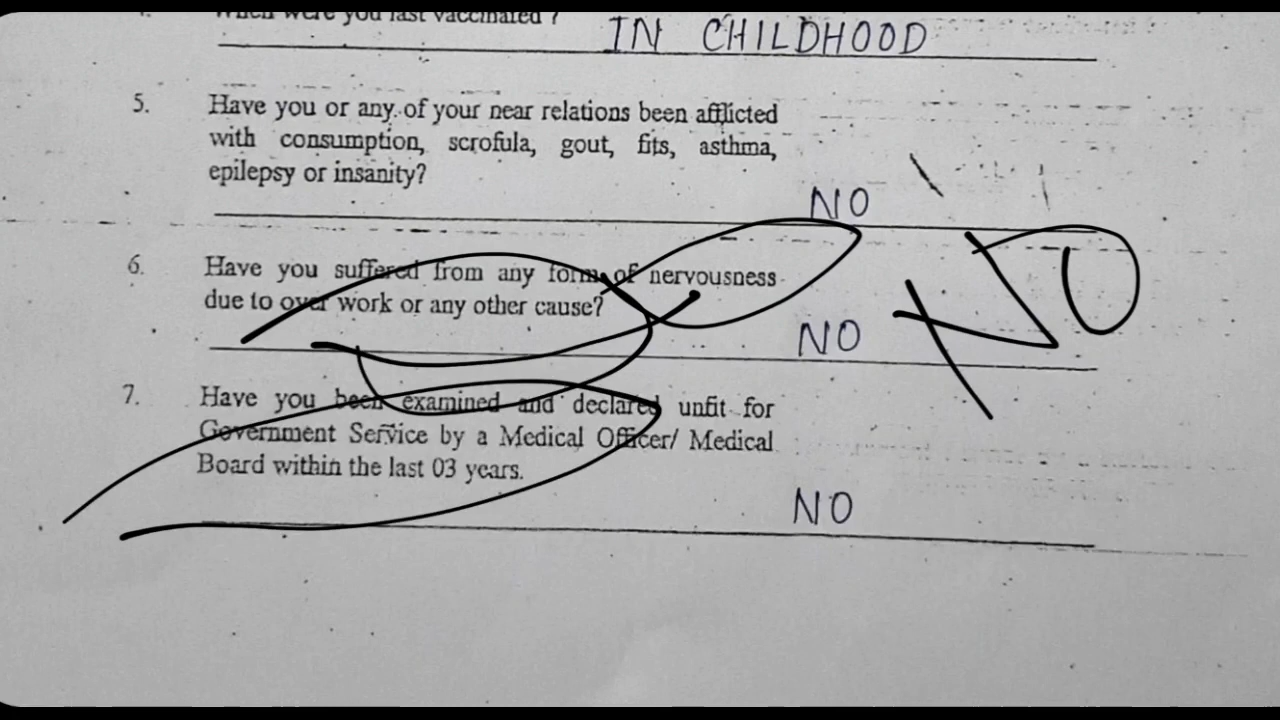 4. When were you last vaccinated ?
IN CHILDHOOD
5. Have you or any of your near relations been afflicted
with consumption, scrofula, gout, fits, asthma,
epilepsy or insanity?
NO
6. Have you suffered from any form of nervousness
due to over work or any other cause?
NO
NO
7. Have you been examined and declared unfit for
Government Service by a Medical Officer/ Medical
Board within the last 03 years.
NO